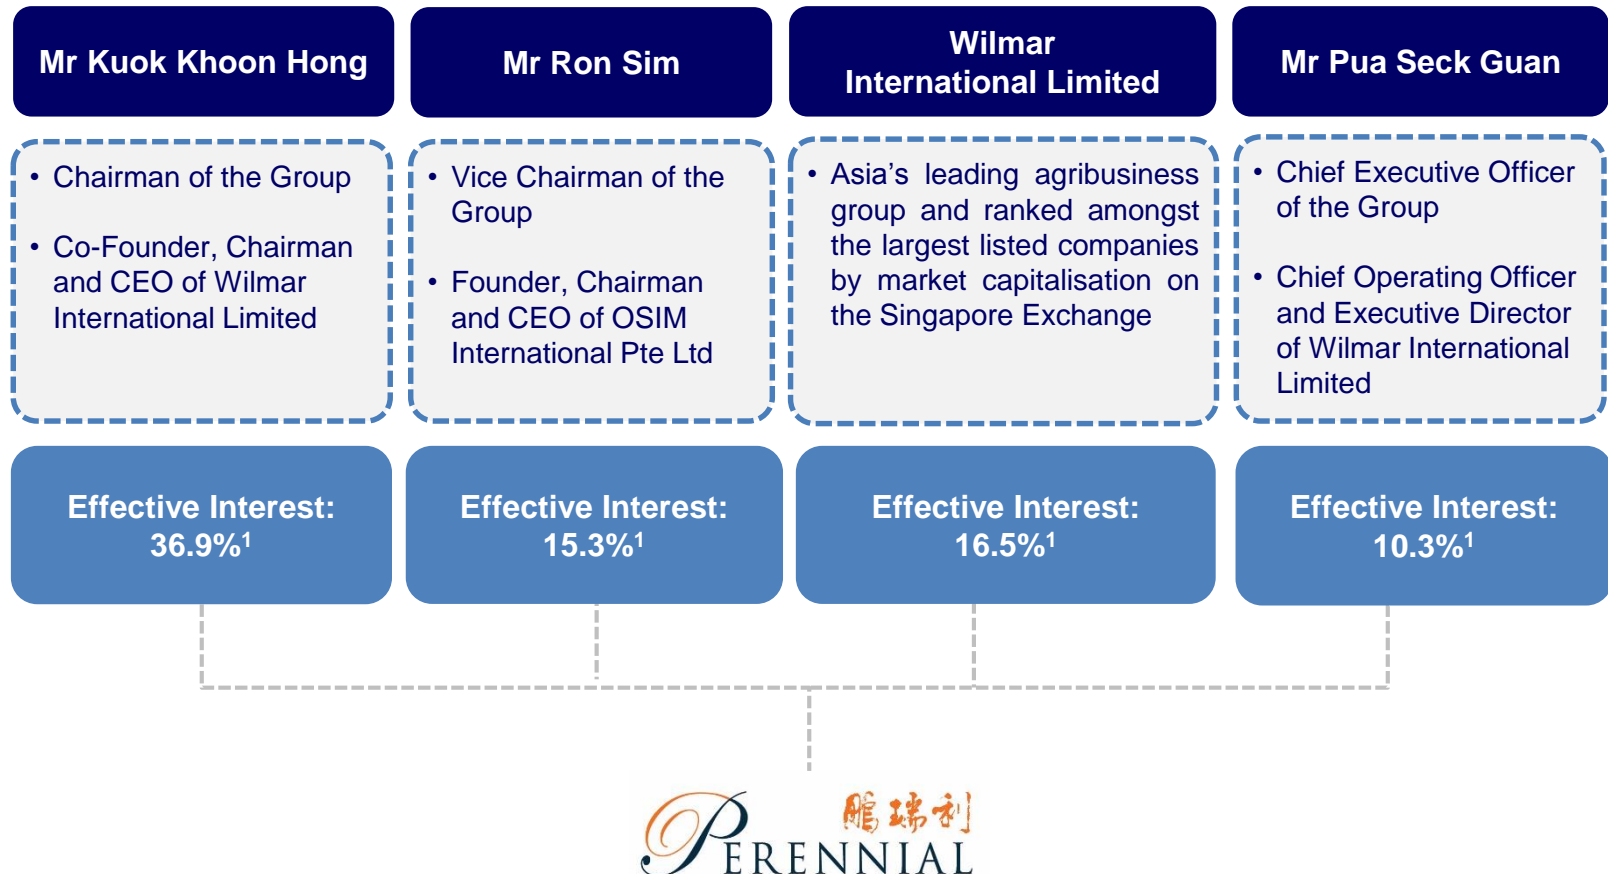 Mr Kuok Khoon Hong
• Chairman of the Group
• Co-Founder, Chairman
and CEO of Wilmar
International Limited
Effective Interest:
36.9%¹
Mr Ron Sim
• Vice Chairman of the
Group
• Founder, Chairman
and CEO of OSIM
International Pte Ltd
Effective Interest:
15.3%¹
Wilmar
International Limited
• Asia’s leading agribusiness
group and ranked amongst
the largest listed companies
by market capitalisation on
the Singapore Exchange
Effective Interest:
16.5%¹
Mr Pua Seck Guan
• Chief Executive Officer
of the Group
• Chief Operating Officer
and Executive Director
of Wilmar International
Limited
Effective Interest:
10.3%¹
鹏瑞利
PERENNIAL